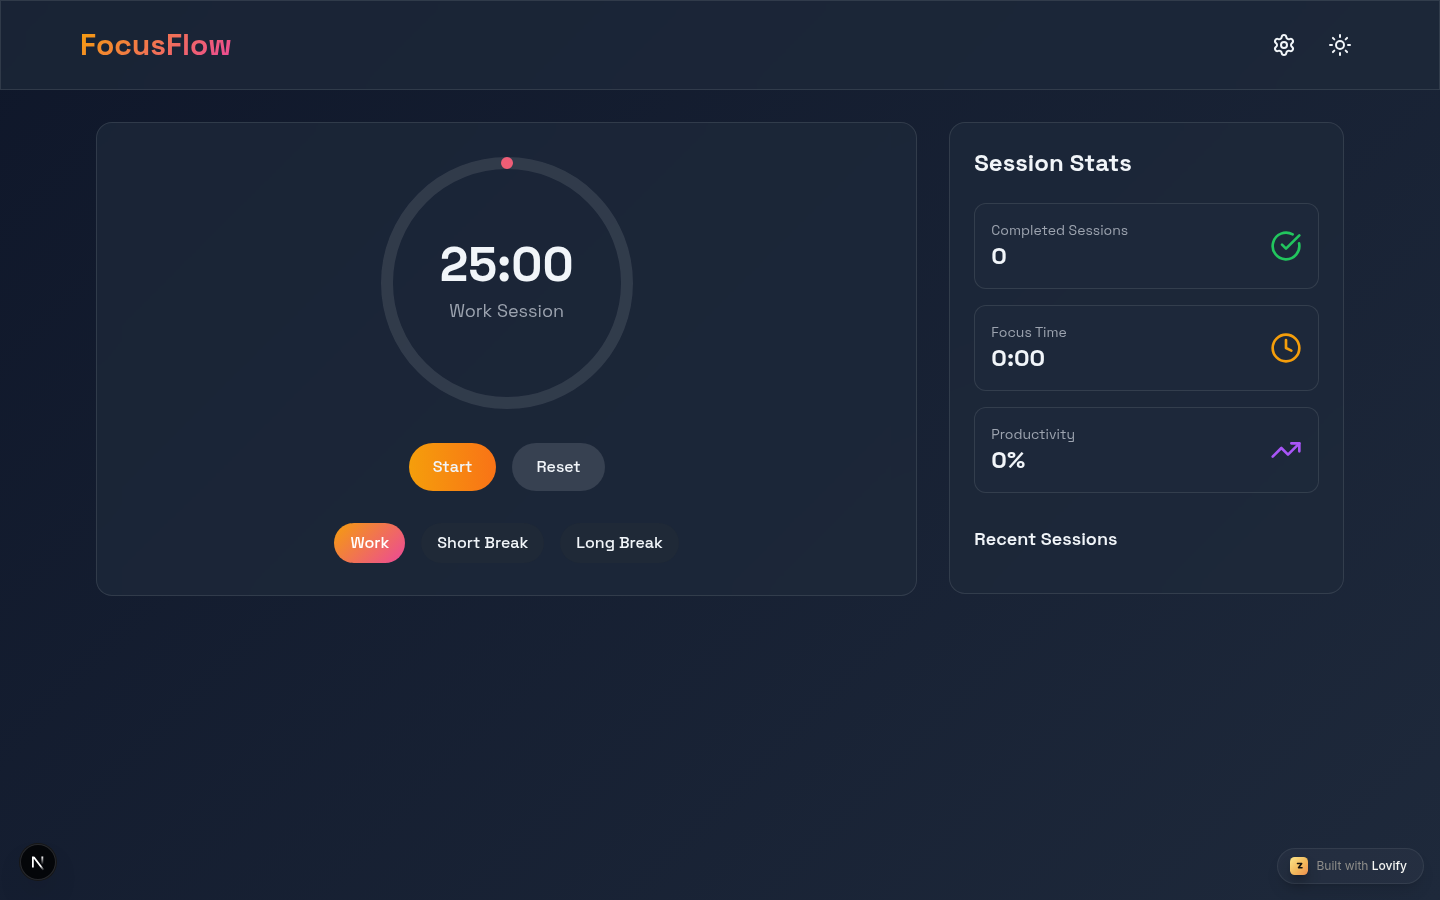 FocusFlow
25:00
Work Session
Start
Reset
Work
Short Break
Long Break
Session Stats
Completed Sessions
0
Focus Time
0:00
Productivity
0%
Recent Sessions
N
Built with Lovify